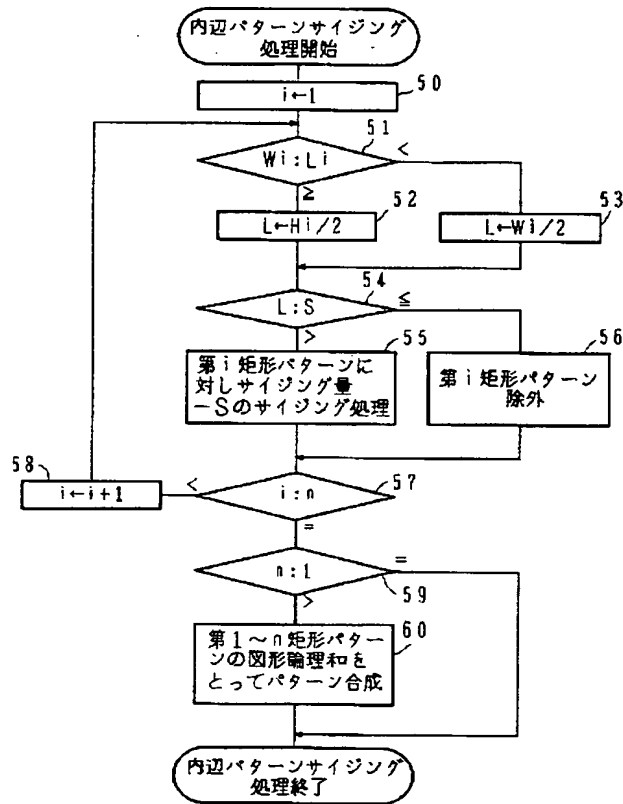 内辺パターンサイジング
処理開始
50
i←1
51
Wi:Li
<
≧
52
L←Hi/2
53
L←Wi/2
54
L:S
≦
>
55
第i矩形パターンに
対しサイジング量
−Sのサイジング処理
56
第i矩形パターン
除外
58
i←i+1
<
i:n
57
=
n:1
=
59
>
60
第1〜n矩形パター
ンの図形論理和を
とってパターン合成
内辺パターンサイジング
処理終了